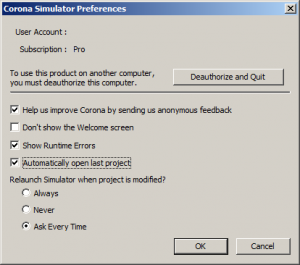 Corona Simulator Preferences
User Account :
Subscription : Pro
To use this product on another computer,
you must deauthorize this computer.
Deauthorize and Quit
Help us improve Corona by sending us anonymous feedback
Don't show the Welcome screen
Show Runtime Errors
Automatically open last project
Relaunch Simulator when project is modified?
Always
Never
Ask Every Time
OK Cancel